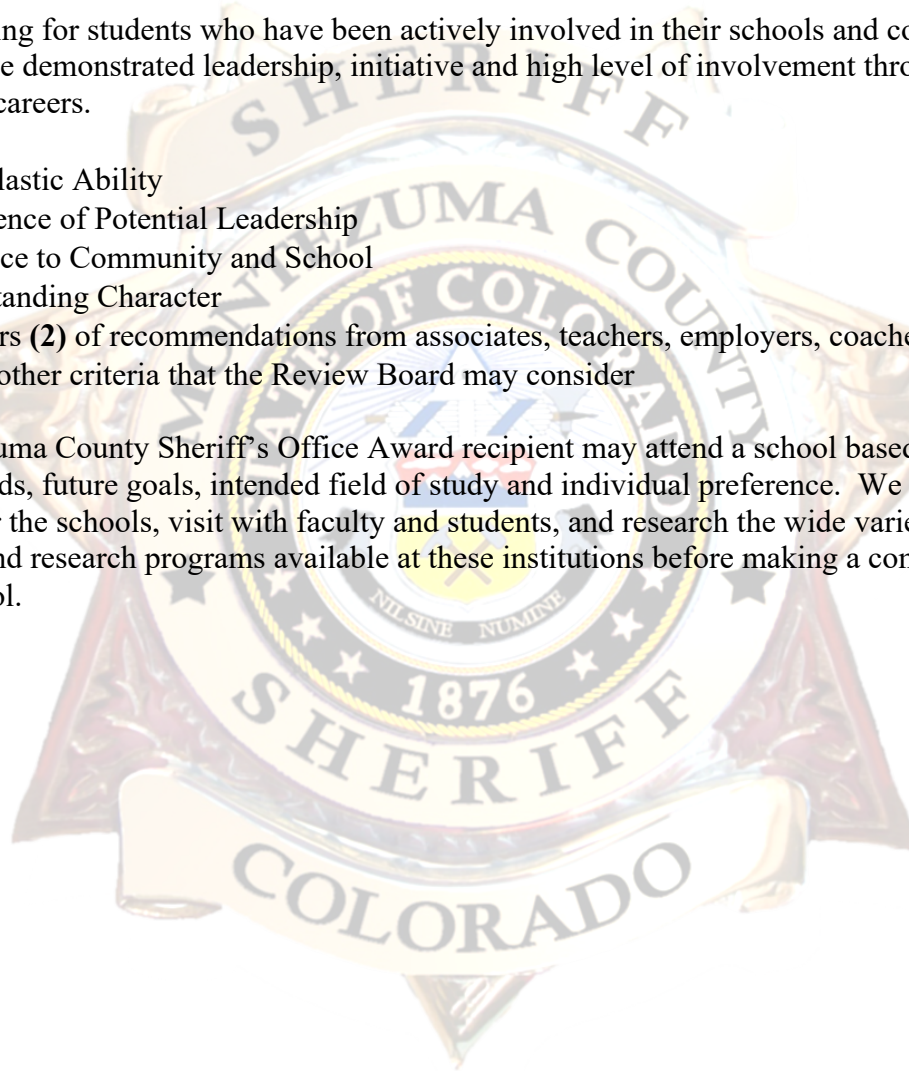 ing for students who have been actively involved in their schools and co
e demonstrated leadership, initiative and high level of involvement thro
careers.
lastic Ability
ence of Potential Leadership
ce to Community and School
tanding Character
rs (2) of recommendations from associates, teachers, employers, coache
other criteria that the Review Board may consider
uma County Sheriff’s Office Award recipient may attend a school based
ds, future goals, intended field of study and individual preference. We
r the schools, visit with faculty and students, and research the wide varie
nd research programs available at these institutions before making a con
ol.
SHERIFF
MONTEZUMA COUNTY
STATE OF COLORADO
NIL SINE NUMINE
1876
SHERIFF
COLORADO